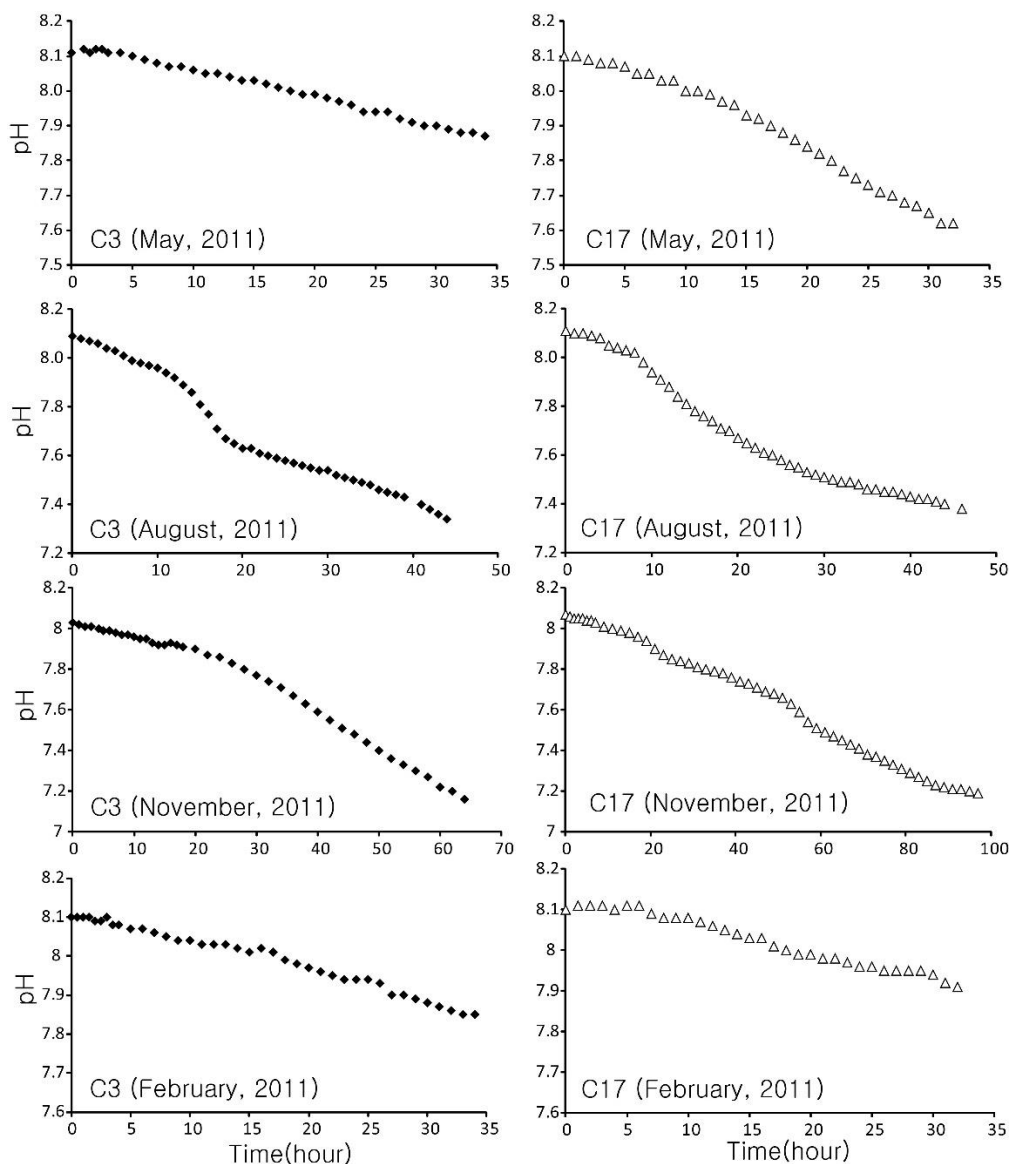 8.2
8.1
8.0
7.9
7.8
7.7
7.6
7.5
pH
C3 (May, 2011)
0 5 10 15 20 25 30 35
8.2
8.1
8.0
7.9
7.8
7.7
7.6
7.5
C17 (May, 2011)
0 5 10 15 20 25 30 35
8.2
8.0
7.8
7.6
7.4
7.2
pH
C3 (August, 2011)
0 10 20 30 40 50
8.2
8.0
7.8
7.6
7.4
7.2
C17 (August, 2011)
0 10 20 30 40 50
8.2
8
7.8
7.6
7.4
7.2
7
pH
C3 (November, 2011)
0 10 20 30 40 50 60 70
8.2
8
7.8
7.6
7.4
7.2
7
C17 (November, 2011)
0 20 40 60 80 100
8.2
8.1
8
7.9
7.8
7.7
7.6
pH
C3 (February, 2011)
0 5 10 15 20 25 30 35
Time(hour)
8.2
8.1
8
7.9
7.8
7.7
7.6
C17 (February, 2011)
0 5 10 15 20 25 30 35
Time(hour)